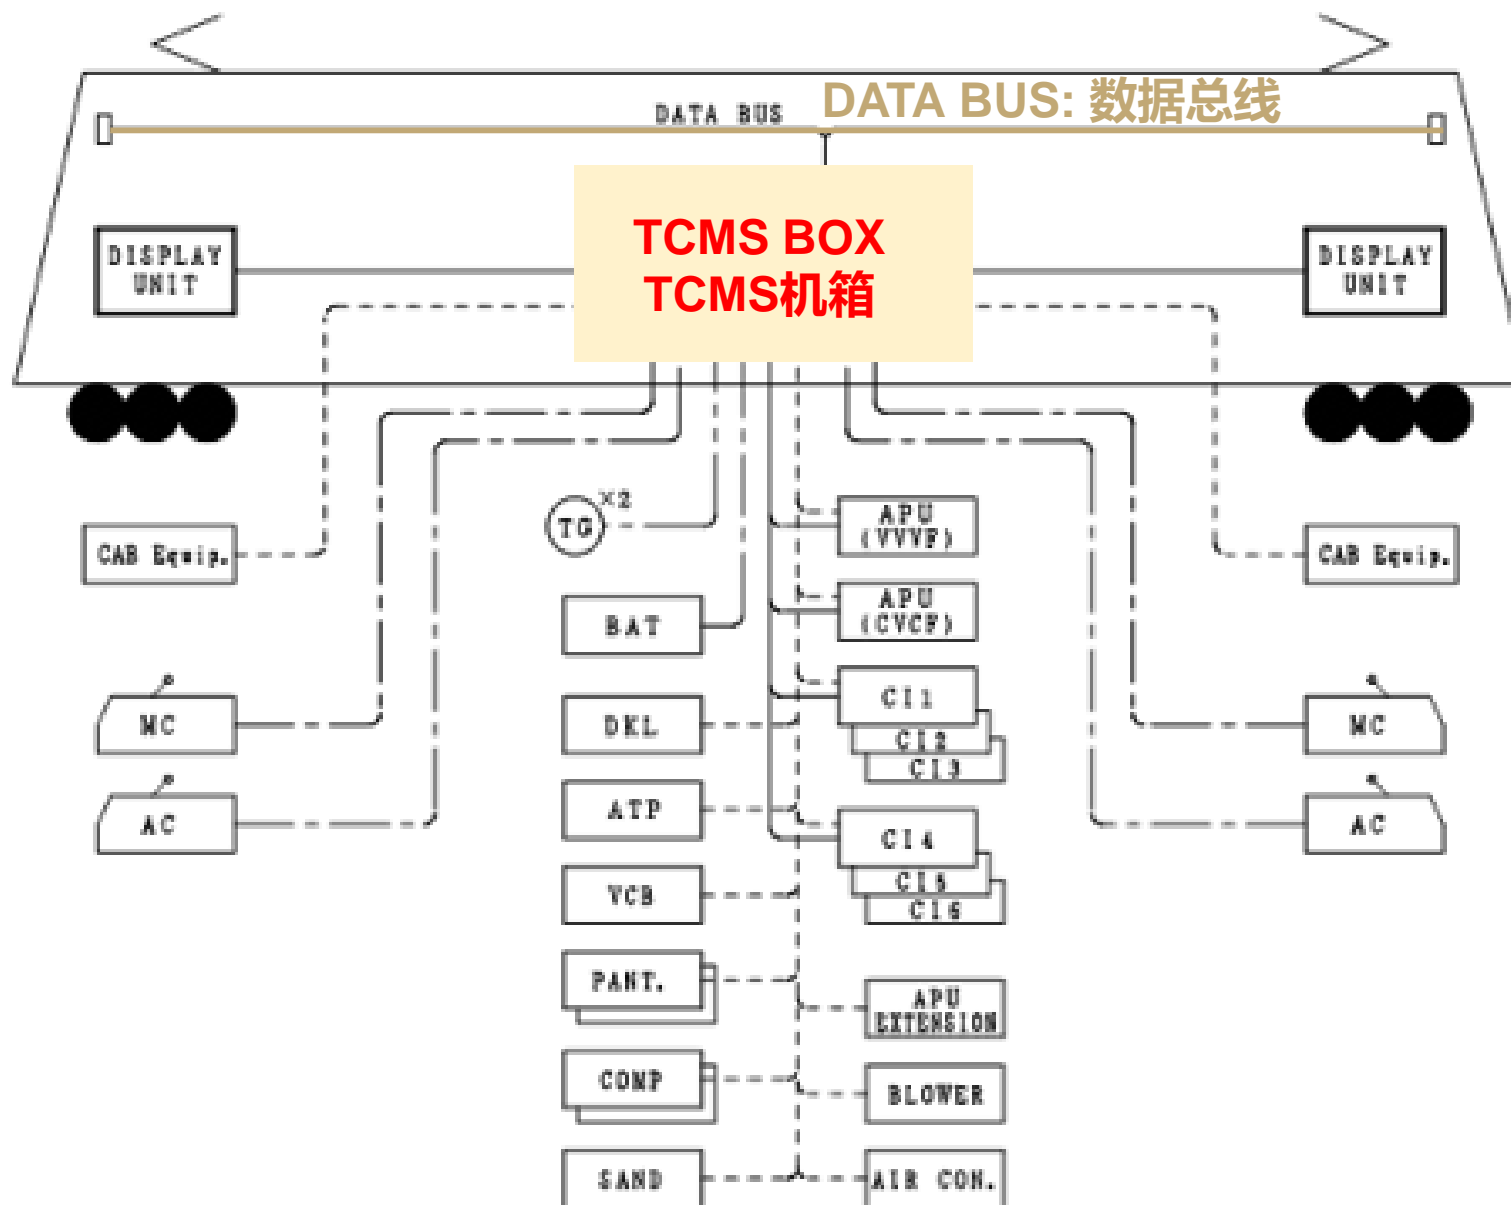 DATA BUS
DATA BUS: 数据总线
TCMS BOX
TCMS机箱
DISPLAY
UNIT
DISPLAY
UNIT
CAB Equip.
MC
AC
TG
×2
BAT
DKL
ATP
VCB
PANT.
COMP
SAND
APU
(VVVF)
APU
(CVCF)
CI1
CI2
CI3
CI4
CI5
CI6
APU
EXTENSION
BLOWER
AIR CON.
CAB Equip.
MC
AC